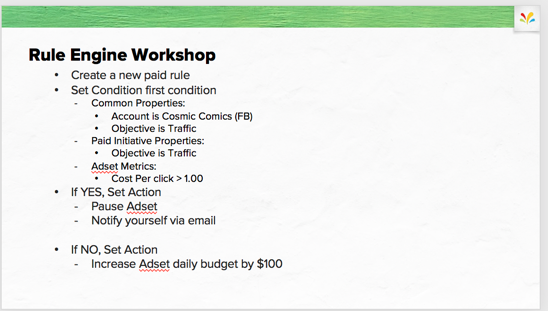 Rule Engine Workshop
• Create a new paid rule
• Set Condition first condition
- Common Properties:
• Account is Cosmic Comics (FB)
• Objective is Traffic
- Paid Initiative Properties:
• Objective is Traffic
- Adset Metrics:
• Cost Per click > 1.00
• If YES, Set Action
- Pause Adset
- Notify yourself via email
• If NO, Set Action
- Increase Adset daily budget by $100